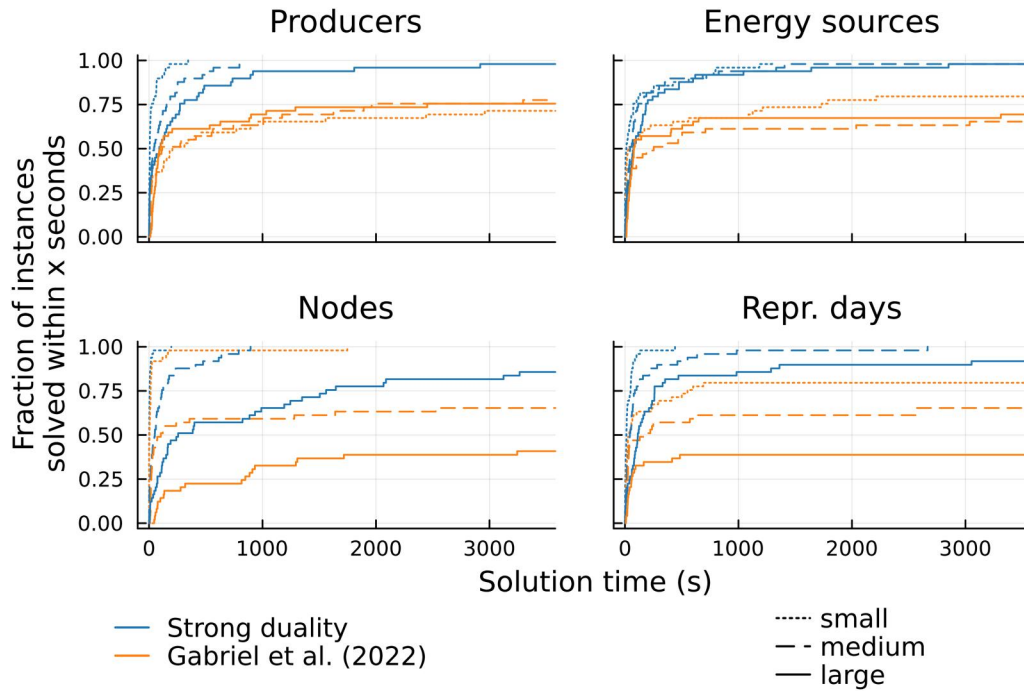 Producers
Energy sources
1.00
0.75
0.50
0.25
0.00
0
1000
2000
3000
Fraction of instances
solved within x seconds
Nodes
Repr. days
1.00
0.75
0.50
0.25
0.00
0
1000
2000
3000
Solution time (s)
Strong duality
Gabriel et al. (2022)
small
medium
large